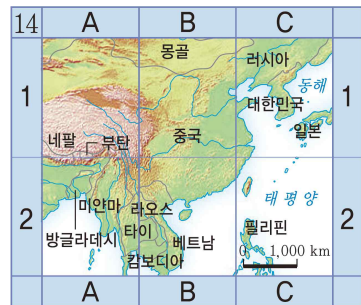 14 A B C
몽골
러시아
1 1
동해
대한민국
네팔 부탄 중국 일본
미얀마 라오스
태평양
2 2
방글라데시 타이 필리핀
베트남
0 1,000 km
캄보디아
A B C